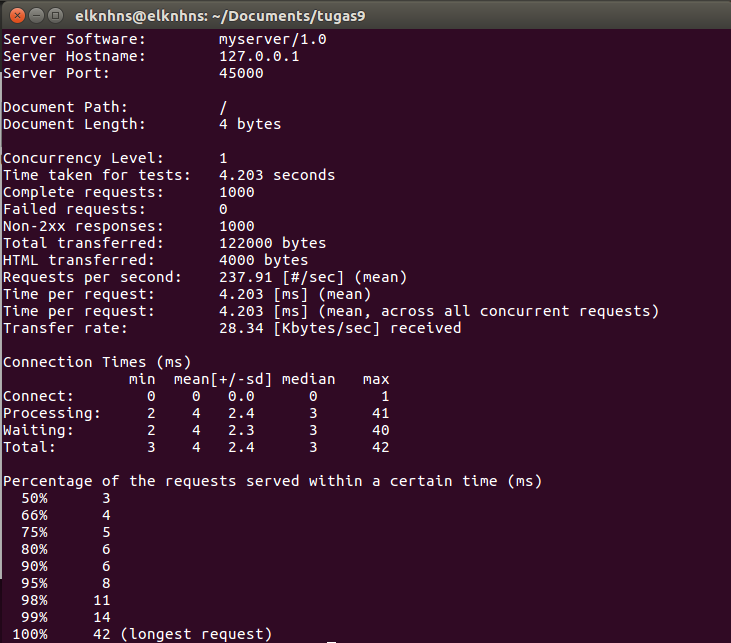 elknhns@elknhns: ~/Documents/tugas9
Server Software:        myserver/1.0
Server Hostname:        127.0.0.1
Server Port:            45000

Document Path:          /
Document Length:        4 bytes

Concurrency Level:      1
Time taken for tests:   4.203 seconds
Complete requests:      1000
Failed requests:        0
Non-2xx responses:      1000
Total transferred:      122000 bytes
HTML transferred:       4000 bytes
Requests per second:    237.91 [#/sec] (mean)
Time per request:       4.203 [ms] (mean)
Time per request:       4.203 [ms] (mean, across all concurrent requests)
Transfer rate:          28.34 [Kbytes/sec] received

Connection Times (ms)
              min  mean[+/-sd] median   max
Connect:        0    0   0.0      0       1
Processing:     2    4   2.4      3      41
Waiting:        2    4   2.3      3      40
Total:          3    4   2.4      3      42

Percentage of the requests served within a certain time (ms)
  50%      3
  66%      4
  75%      5
  80%      6
  90%      6
  95%      8
  98%     11
  99%     14
 100%     42 (longest request)